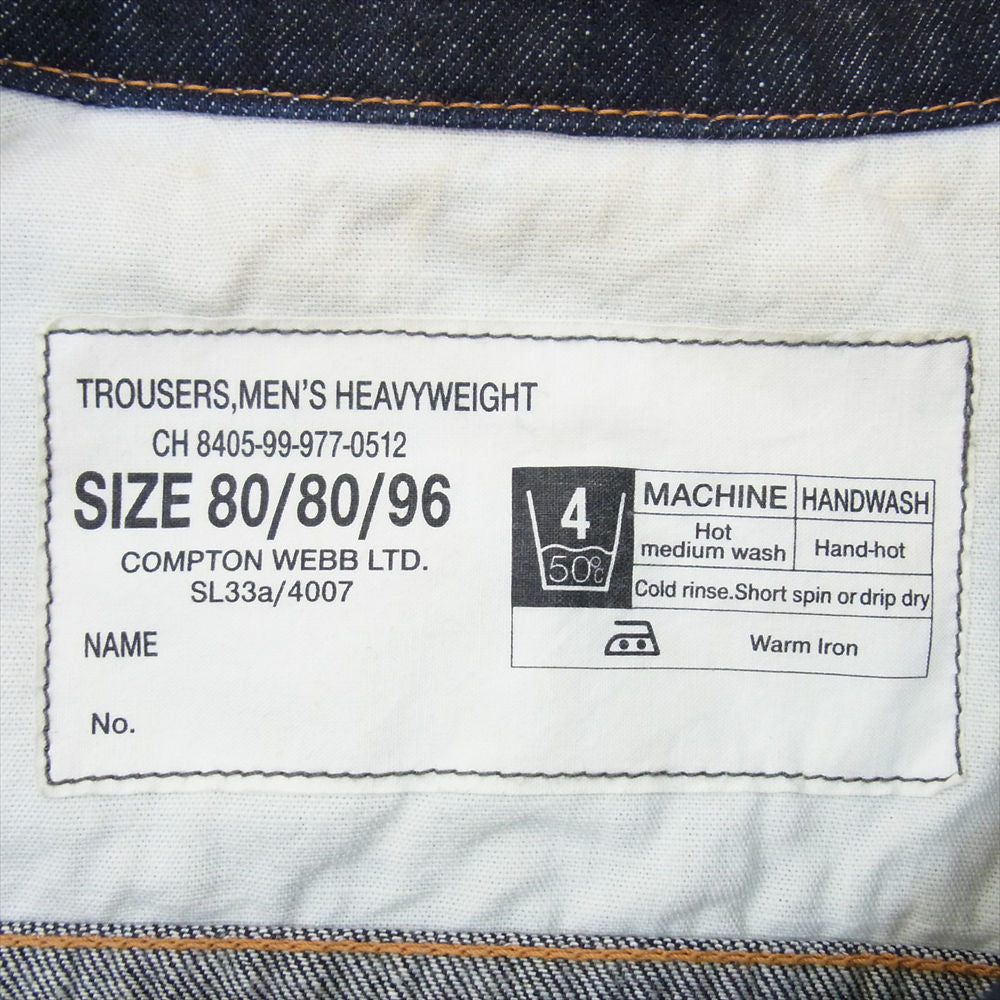 TROUSERS,MEN'S HEAVYWEIGHT
CH 8405-99-977-0512
SIZE 80/80/96
COMPTON WEBB LTD.
SL33a/4007
NAME
No.
4
50°C
MACHINE HANDWASH
Hot
medium wash
Hand-hot
Cold rinse.Short spin or drip dry
Warm Iron